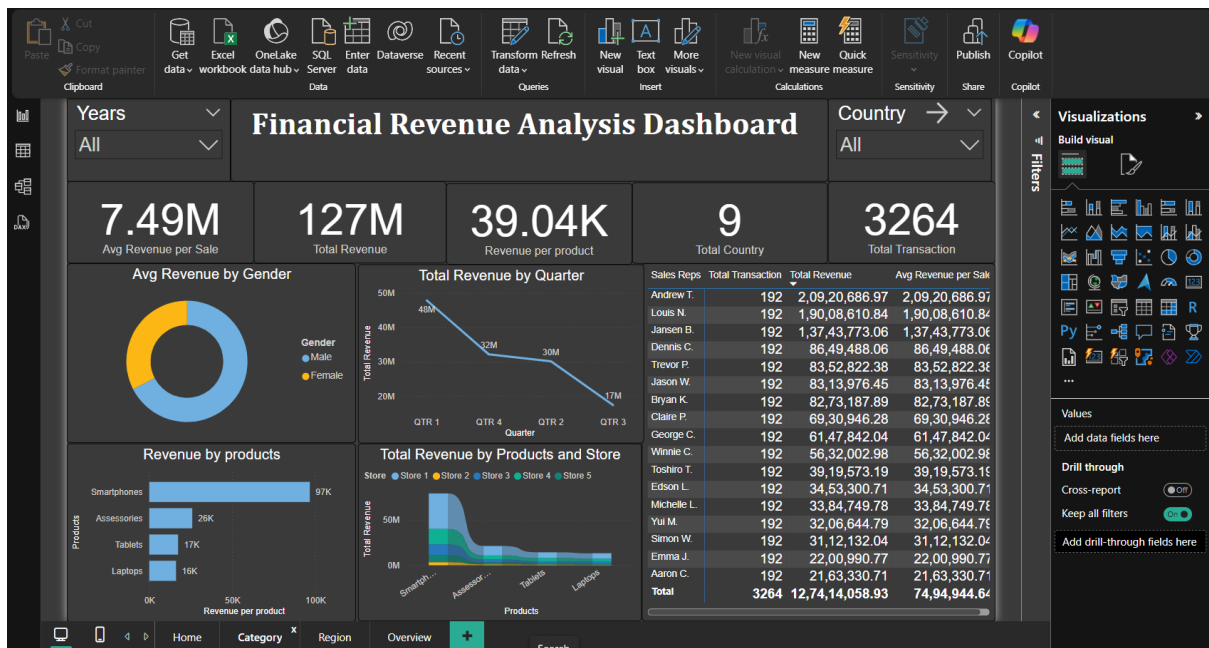 Paste
Cut
Copy
Format painter
Clipboard
Get data
Excel workbook
OneLake data hub
SQL Server
Enter data
Dataverse
Recent sources
Data
Transform data
Refresh
Queries
New visual
Text box
More visuals
Insert
New visual calculation
New measure
Quick measure
Calculations
Sensitivity
Sensitivity
Publish
Share
Copilot
Copilot
Years
All
Financial Revenue Analysis Dashboard
Country
All
7.49M
Avg Revenue per Sale
127M
Total Revenue
39.04K
Revenue per product
9
Total Country
3264
Total Transaction
Avg Revenue by Gender
Gender
Male
Female
Total Revenue by Quarter
Total Revenue
50M
40M
30M
20M
48M
32M
30M
17M
QTR 1 QTR 4 QTR 2 QTR 3
Quarter
Sales Reps Total Transaction Total Revenue Avg Revenue per Sale
Andrew T. 192 2,09,20,686.97 2,09,20,686.97
Louis N. 192 1,90,08,610.84 1,90,08,610.84
Jansen B. 192 1,37,43,773.06 1,37,43,773.06
Dennis C. 192 86,49,488.06 86,49,488.06
Trevor P. 192 83,52,822.38 83,52,822.38
Jason W. 192 83,13,976.45 83,13,976.45
Bryan K. 192 82,73,187.89 82,73,187.89
Claire P. 192 69,30,946.28 69,30,946.28
George C. 192 61,47,842.04 61,47,842.04
Winnie C. 192 56,32,002.98 56,32,002.98
Toshiro T. 192 39,19,573.19 39,19,573.19
Edson L. 192 34,53,300.71 34,53,300.71
Michelle L. 192 33,84,749.78 33,84,749.78
Yui M. 192 32,06,644.79 32,06,644.79
Simon W. 192 31,12,132.04 31,12,132.04
Emma J. 192 22,00,990.77 22,00,990.77
Aaron C. 192 21,63,330.71 21,63,330.71
Total 3264 12,74,14,058.93 74,94,944.64
Revenue by products
Products
Smartphones 97K
Assessories 26K
Tablets 17K
Laptops 16K
0K 50K 100K
Revenue per product
Total Revenue by Products and Store
Store Store 1 Store 2 Store 3 Store 4 Store 5
Total Revenue
50M
0M
Smartph... Assessor... Tablets Laptops
Products
Filters
Visualizations
Build visual
123
R
Py
123
...
Values
Add data fields here
Drill through
Cross-report Off
Keep all filters On
Add drill-through fields here
Home Category x Region Overview +